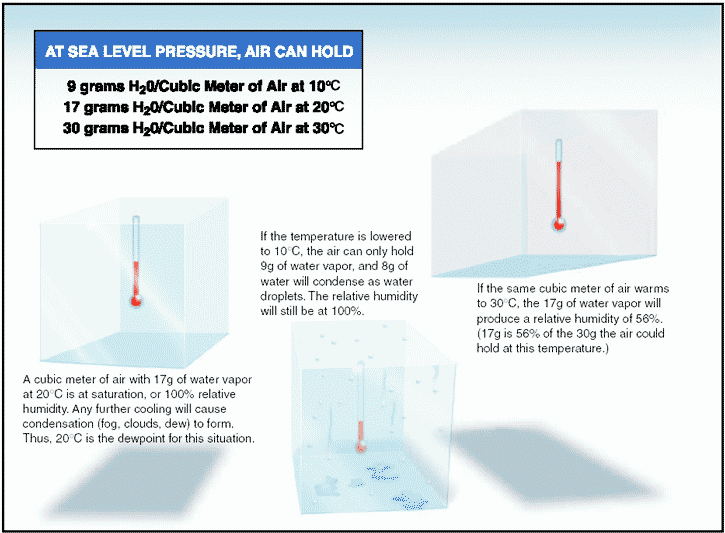 AT SEA LEVEL PRESSURE, AIR CAN HOLD
9 grams H20/Cubic Meter of Air at 10°C
17 grams H20/Cubic Meter of Air at 20°C
30 grams H20/Cubic Meter of Air at 30°C
A cubic meter of air with 17g of water vapor
at 20°C is at saturation, or 100% relative
humidity. Any further cooling will cause
condensation (fog, clouds, dew) to form.
Thus, 20°C is the dewpoint for this situation.
If the temperature is lowered
to 10°C, the air can only hold
9g of water vapor, and 8g of
water will condense as water
droplets. The relative humidity
will still be at 100%.
If the same cubic meter of air warms
to 30°C, the 17g of water vapor will
produce a relative humidity of 56%.
(17g is 56% of the 30g the air could
hold at this temperature.)